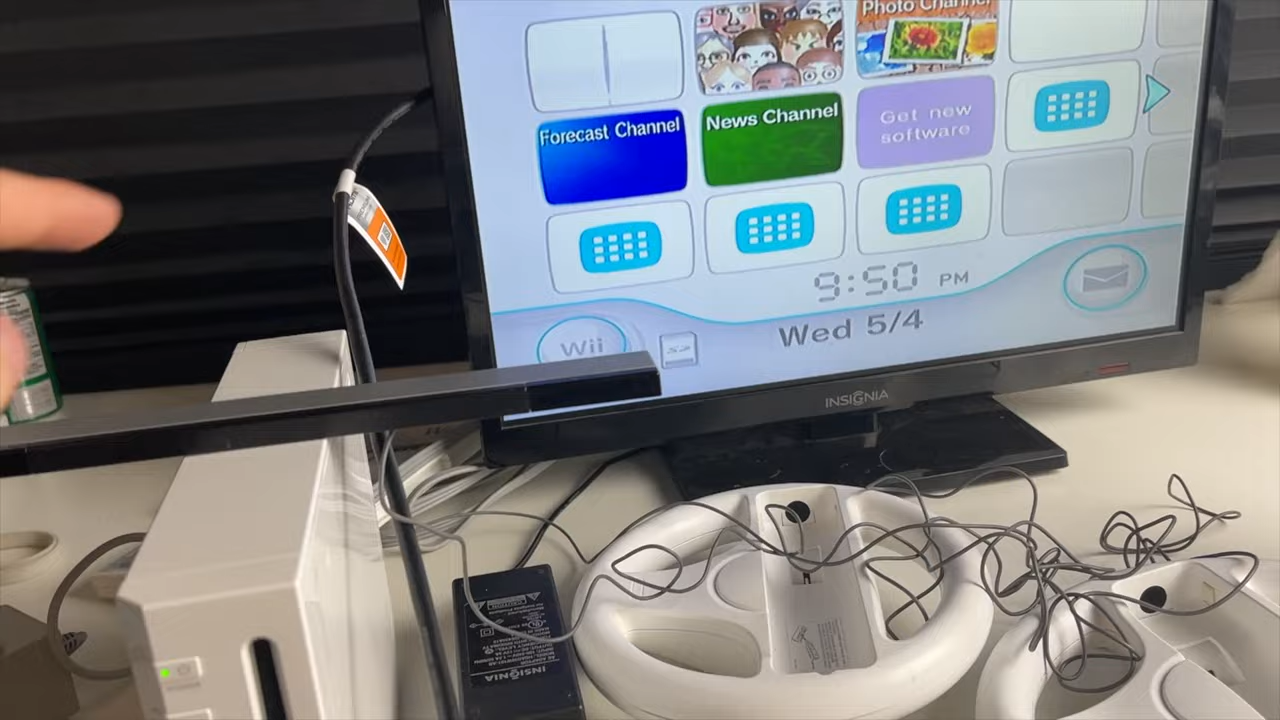 Photo Channel
Forecast Channel
News Channel
Get new
software
9:50 PM
Wed 5/4
Wii
INSIGNIA
INSIGNIA